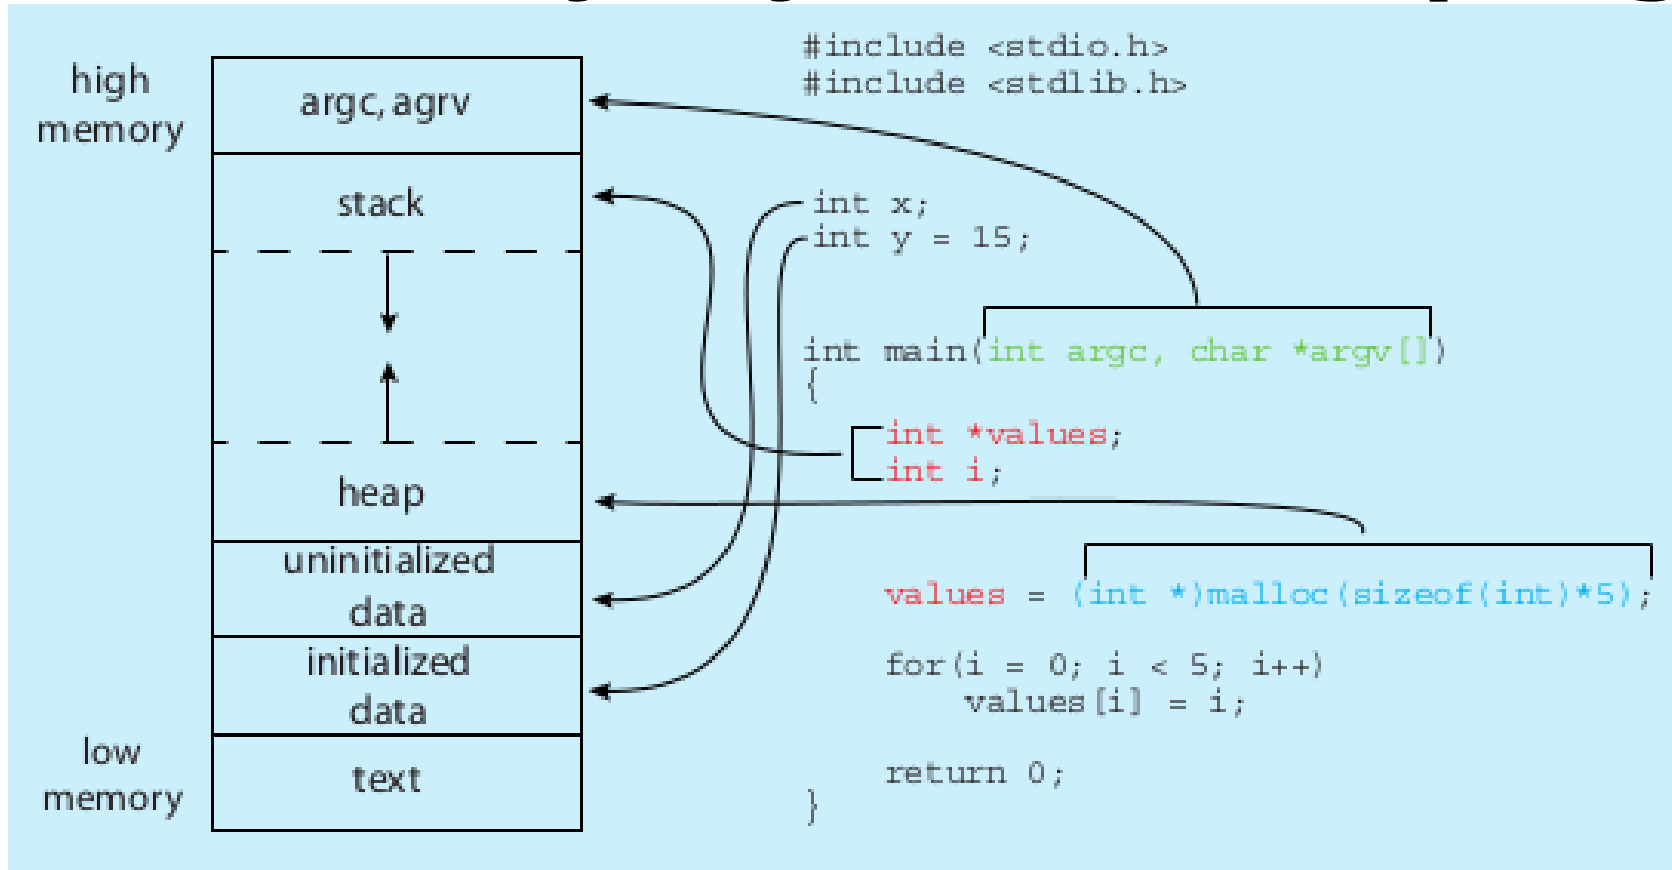 high
memory
argc, agrv
stack
heap
uninitialized
data
initialized
data
low
memory
text
#include <stdio.h>
#include <stdlib.h>
int x;
int y = 15;
int main(int argc, char *argv[])
{
int *values;
int i;
values = (int *)malloc(sizeof(int)*5);
for(i = 0; i < 5; i++)
values[i] = i;
return 0;
}